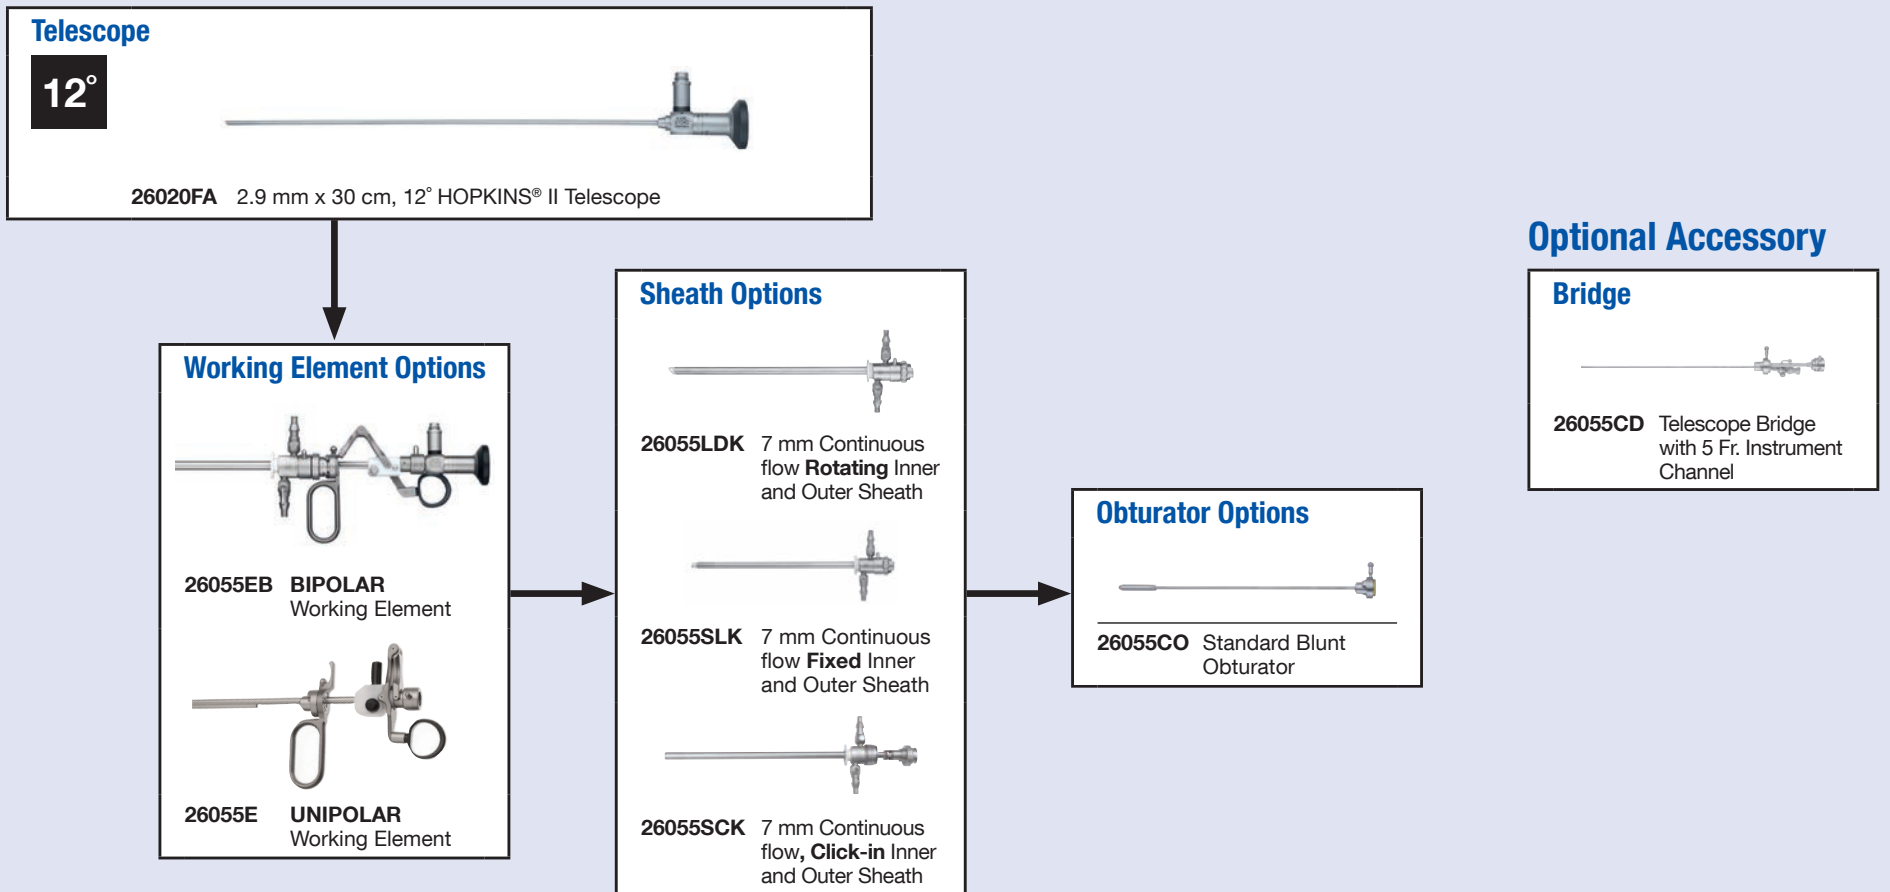 Telescope
12°
26020FA 2.9 mm x 30 cm, 12° HOPKINS® II Telescope
Working Element Options
26055EB BIPOLAR
Working Element
26055E UNIPOLAR
Working Element
Sheath Options
26055LDK 7 mm Continuous
flow Rotating Inner
and Outer Sheath
26055SLK 7 mm Continuous
flow Fixed Inner
and Outer Sheath
26055SCK 7 mm Continuous
flow, Click-in Inner
and Outer Sheath
Obturator Options
26055CO Standard Blunt
Obturator
Optional Accessory
Bridge
26055CD Telescope Bridge
with 5 Fr. Instrument
Channel